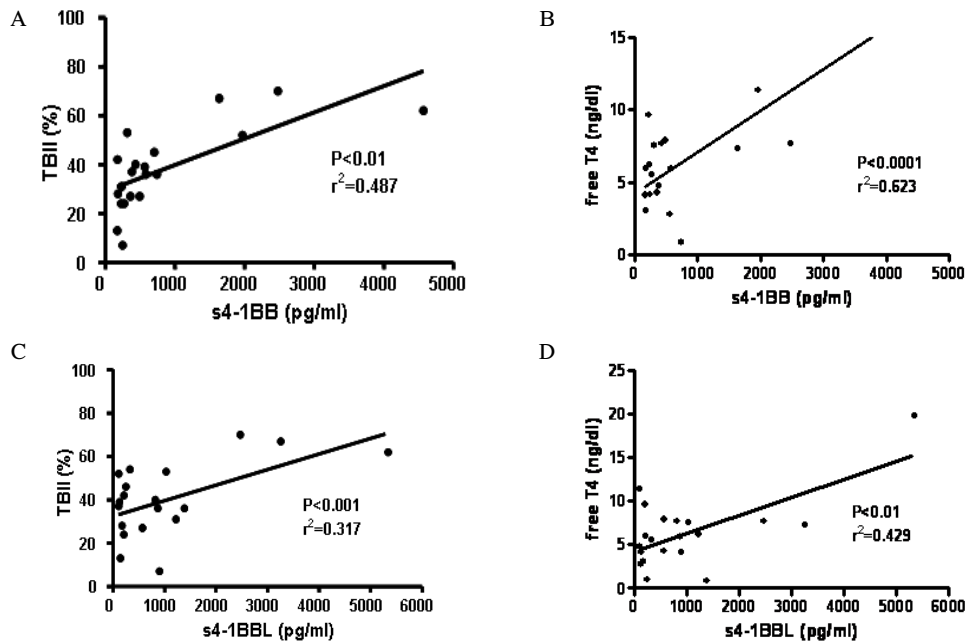 A
100
80
60
40
20
0
TBII (%)
P<0.01
r²=0.487
0 1000 2000 3000 4000 5000
s4-1BB (pg/ml)
B
15
10
5
0
free T4 (ng/dl)
P<0.0001
r²=0.623
0 1000 2000 3000 4000 5000
s4-1BB (pg/ml)
C
100
80
60
40
20
0
TBII (%)
P<0.001
r²=0.317
0 1000 2000 3000 4000 5000 6000
s4-1BBL (pg/ml)
D
25
20
15
10
5
0
free T4 (ng/dl)
P<0.01
r²=0.429
0 1000 2000 3000 4000 5000 6000
s4-1BBL (pg/ml)